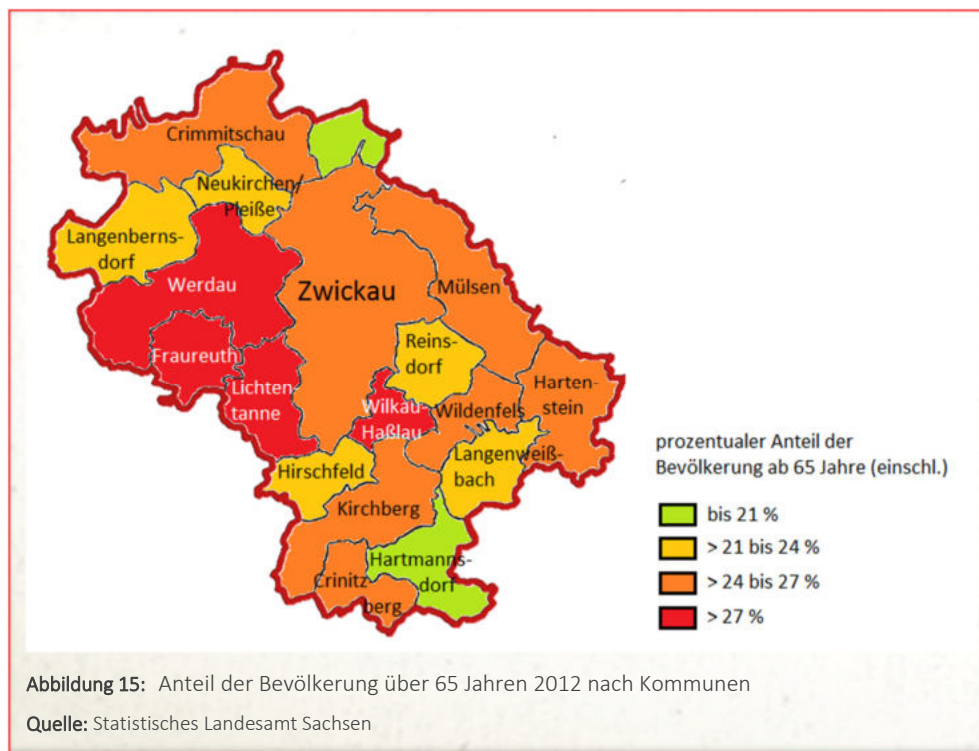 Crimmitschau
Neukirchen/
Pleiße
Langenberns-
dorf
Werdau
Zwickau
Mülsen
Fraureuth
Reins-
dorf
Lichten-
tanne
Wilkau-
Haßlau
Harten-
stein
Wildenfels
Hirschfeld
Langenweiß-
bach
Kirchberg
Hartmanns-
dorf
Crinitz
berg
prozentualer Anteil der
Bevölkerung ab 65 Jahre (einschl.)
bis 21 %
> 21 bis 24 %
> 24 bis 27 %
> 27 %
Abbildung 15: Anteil der Bevölkerung über 65 Jahren 2012 nach Kommunen
Quelle: Statistisches Landesamt Sachsen